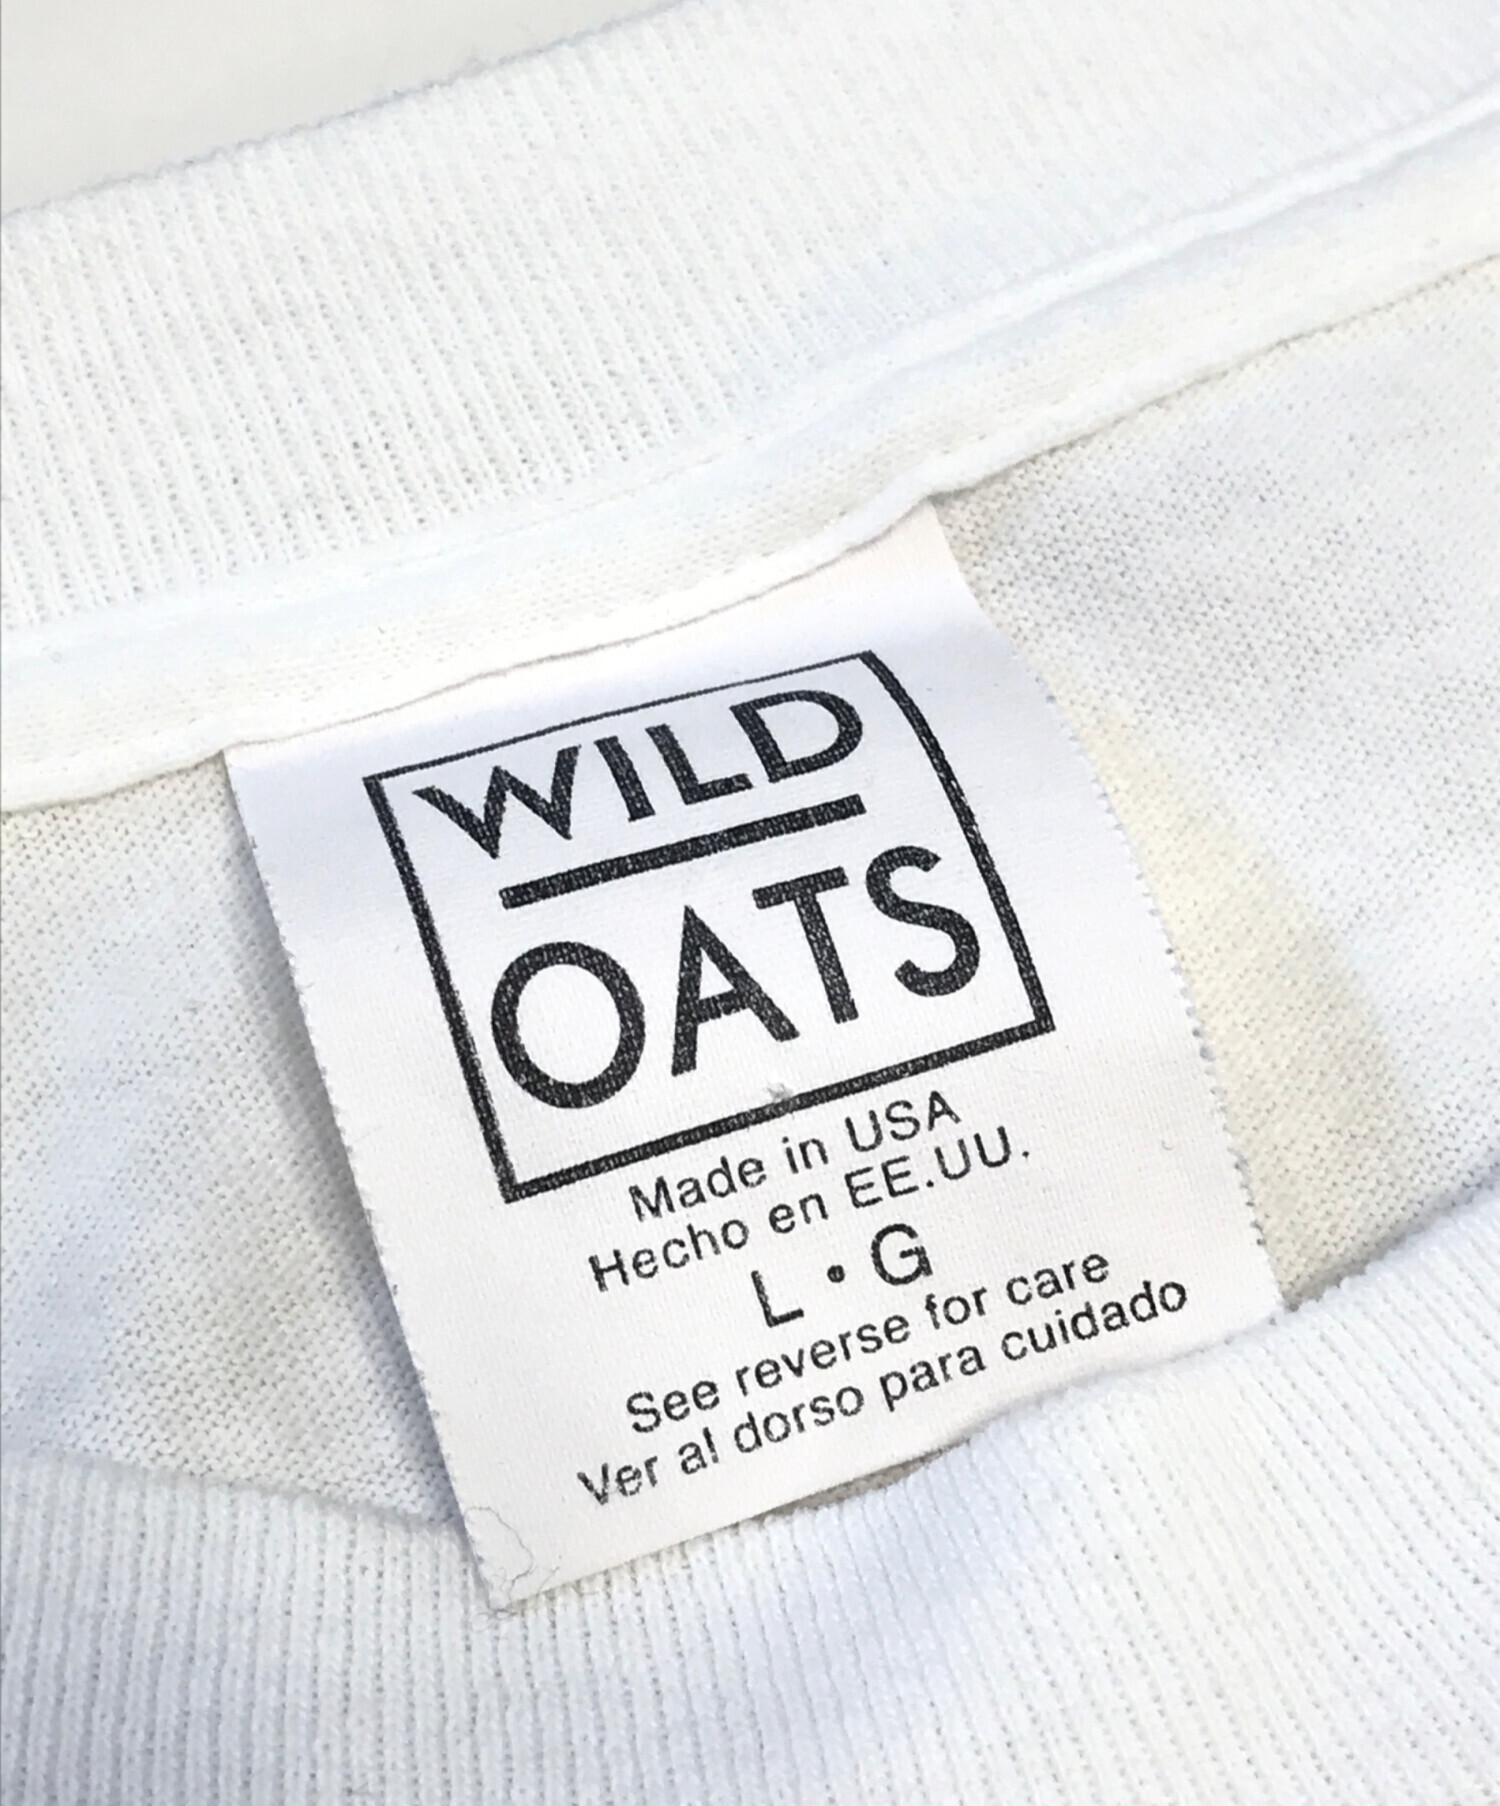 WILD
OATS
Made in USA
Hecho en EE.UU.
L • G
See reverse for care
Ver al dorso para cuidado